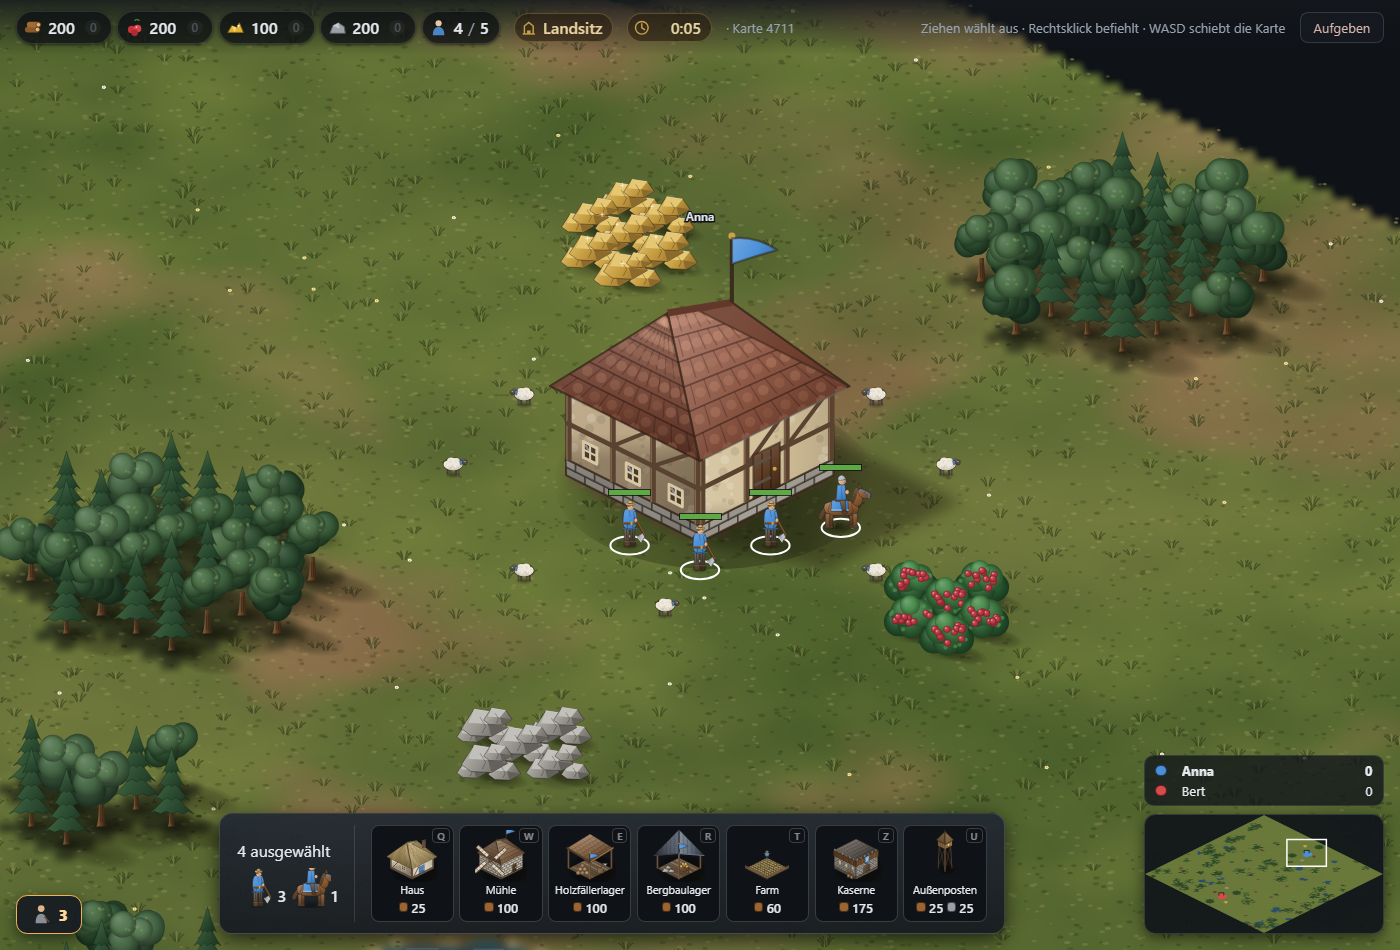 200 0 200 0 100 0 200 0 4 / 5 Landsitz 0:05 · Karte 4711 Ziehen wählt aus · Rechtsklick befiehlt · WASD schiebt die Karte Aufgeben
Anna
Anna 0
Bert 0
4 ausgewählt
3 1
Q W E R T Z U
Haus Mühle Holzfällerlager Bergbaulager Farm Kaserne Außenposten
25 100 100 100 60 175 25 25
3